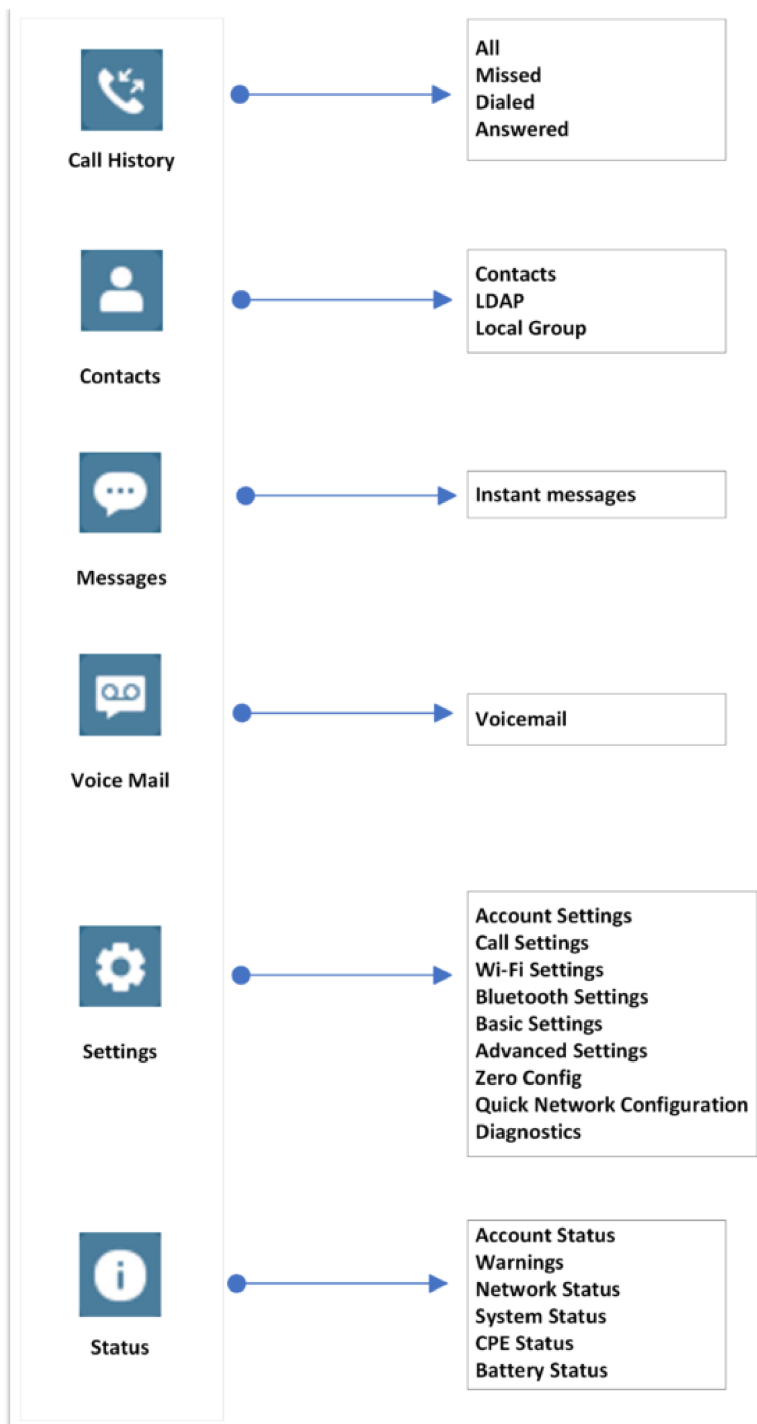 Call History
All
Missed
Dialed
Answered
Contacts
Contacts
LDAP
Local Group
Messages
Instant messages
Voice Mail
Voicemail
Settings
Account Settings
Call Settings
Wi-Fi Settings
Bluetooth Settings
Basic Settings
Advanced Settings
Zero Config
Quick Network Configuration
Diagnostics
Status
Account Status
Warnings
Network Status
System Status
CPE Status
Battery Status